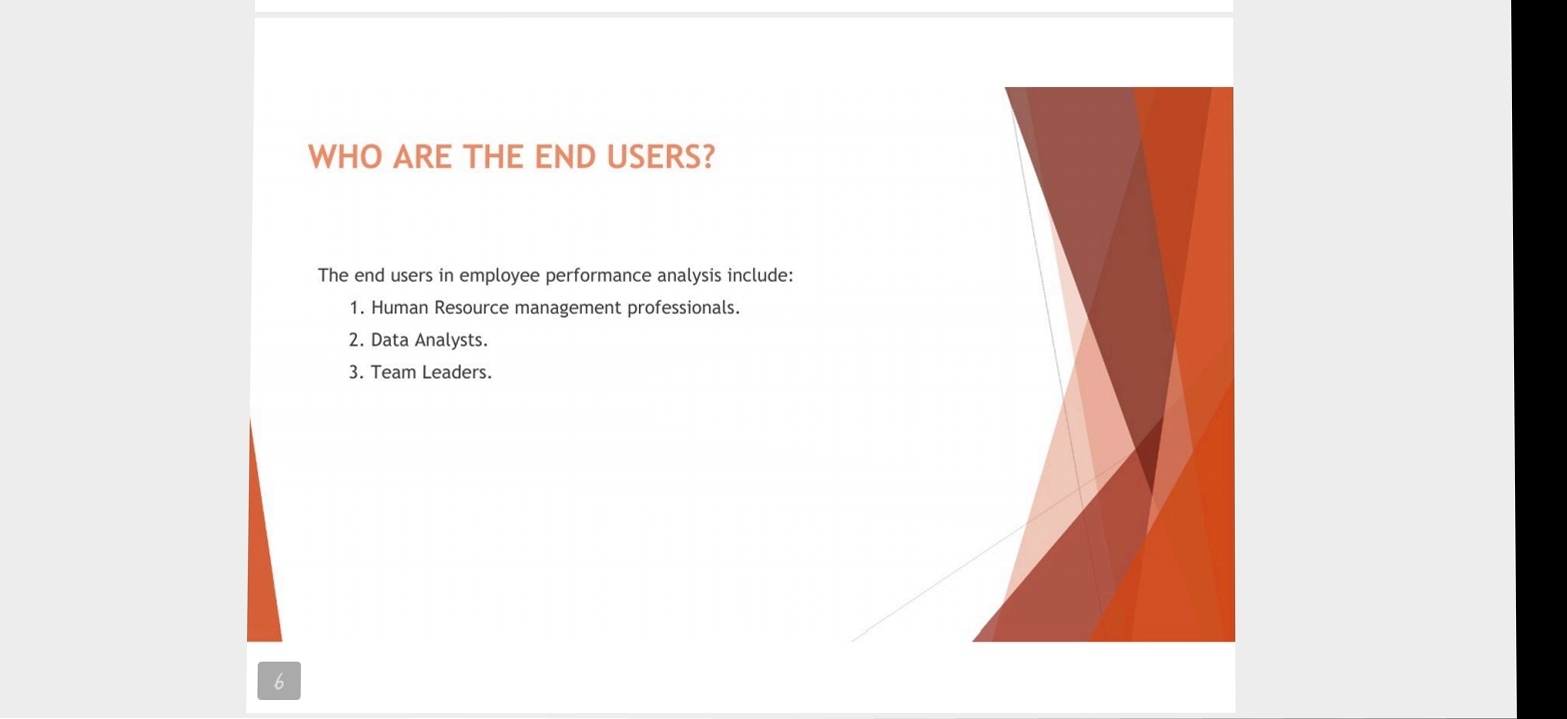 WHO ARE THE END USERS?
The end users in employee performance analysis include:
1. Human Resource management professionals.
2. Data Analysts.
3. Team Leaders.
6